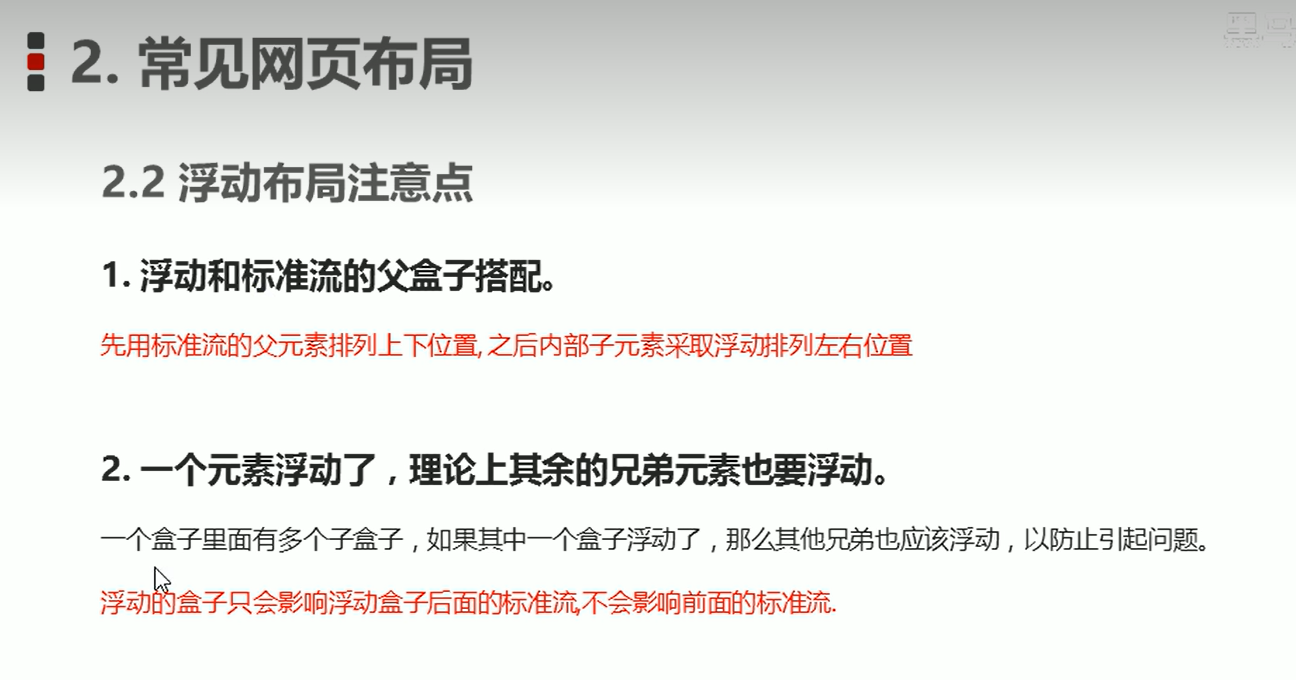 2. 常见网页布局
2.2 浮动布局注意点
1. 浮动和标准流的父盒子搭配。
先用标准流的父元素排列上下位置, 之后内部子元素采取浮动排列左右位置
2. 一个元素浮动了，理论上其余的兄弟元素也要浮动。
一个盒子里面有多个子盒子，如果其中一个盒子浮动了，那么其他兄弟也应该浮动，以防止引起问题。
浮动的盒子只会影响浮动盒子后面的标准流,不会影响前面的标准流.